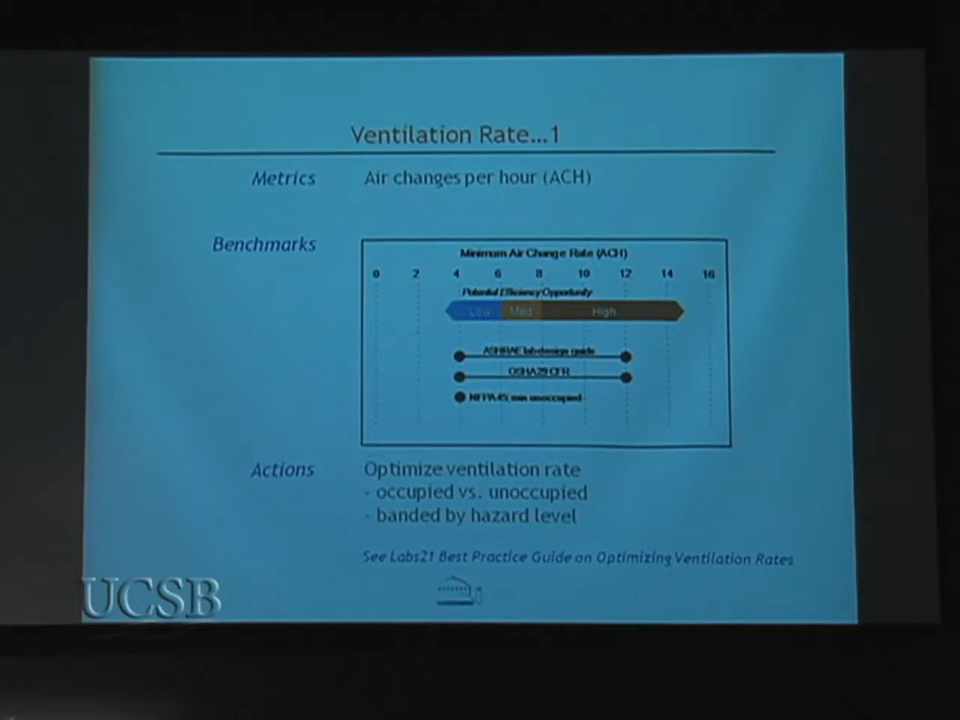 Ventilation Rate...1
Metrics Air changes per hour (ACH)
Benchmarks
Minimum Air Change Rate (ACH)
0 2 4 6 8 10 12 14 16
Potential Efficiency Opportunity
Low Med High
ASHRAE lab design guide
OSHA 29 CFR
NFPA 45: min unoccupied
Actions Optimize ventilation rate
- occupied vs. unoccupied
- banded by hazard level
See Labs21 Best Practice Guide on Optimizing Ventilation Rates
UCSB